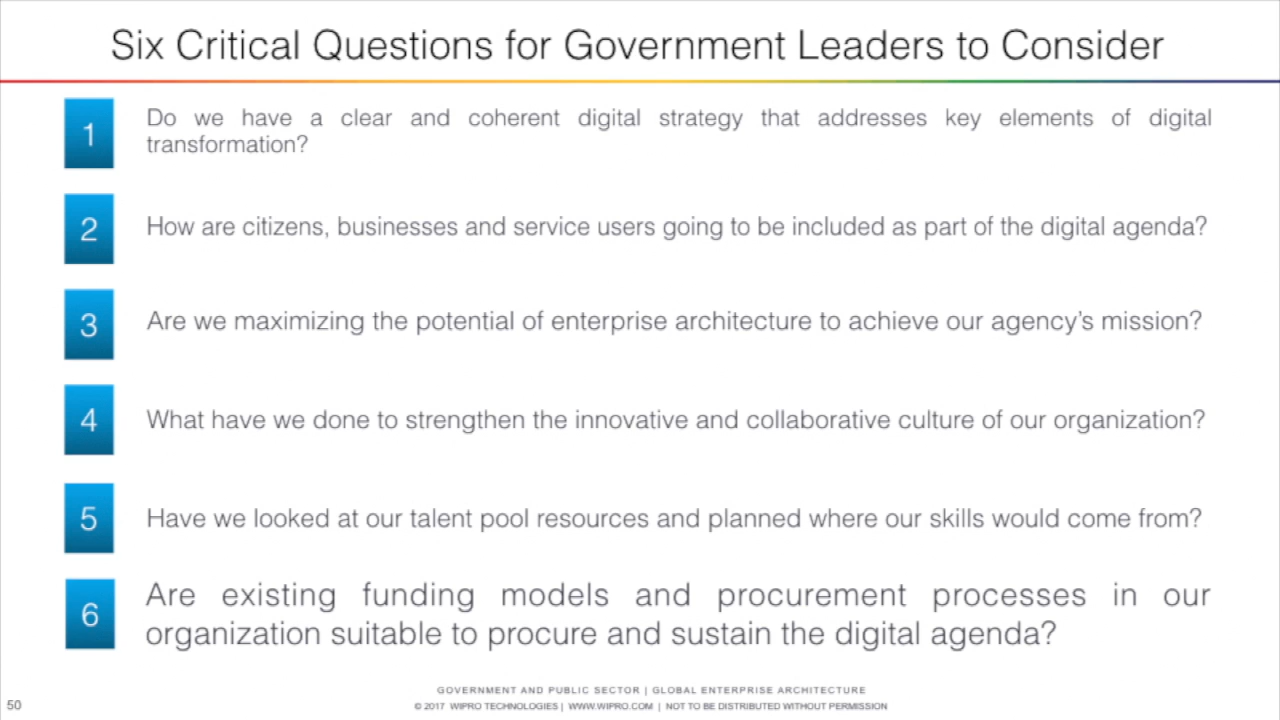 Six Critical Questions for Government Leaders to Consider
1
Do we have a clear and coherent digital strategy that addresses key elements of digital
transformation?
2
How are citizens, businesses and service users going to be included as part of the digital agenda?
3
Are we maximizing the potential of enterprise architecture to achieve our agency's mission?
4
What have we done to strengthen the innovative and collaborative culture of our organization?
5
Have we looked at our talent pool resources and planned where our skills would come from?
6
Are existing funding models and procurement processes in our
organization suitable to procure and sustain the digital agenda?
GOVERNMENT AND PUBLIC SECTOR | GLOBAL ENTERPRISE ARCHITECTURE
50
© 2017 WIPRO TECHNOLOGIES | WWW.WIPRO.COM | NOT TO BE DISTRIBUTED WITHOUT PERMISSION